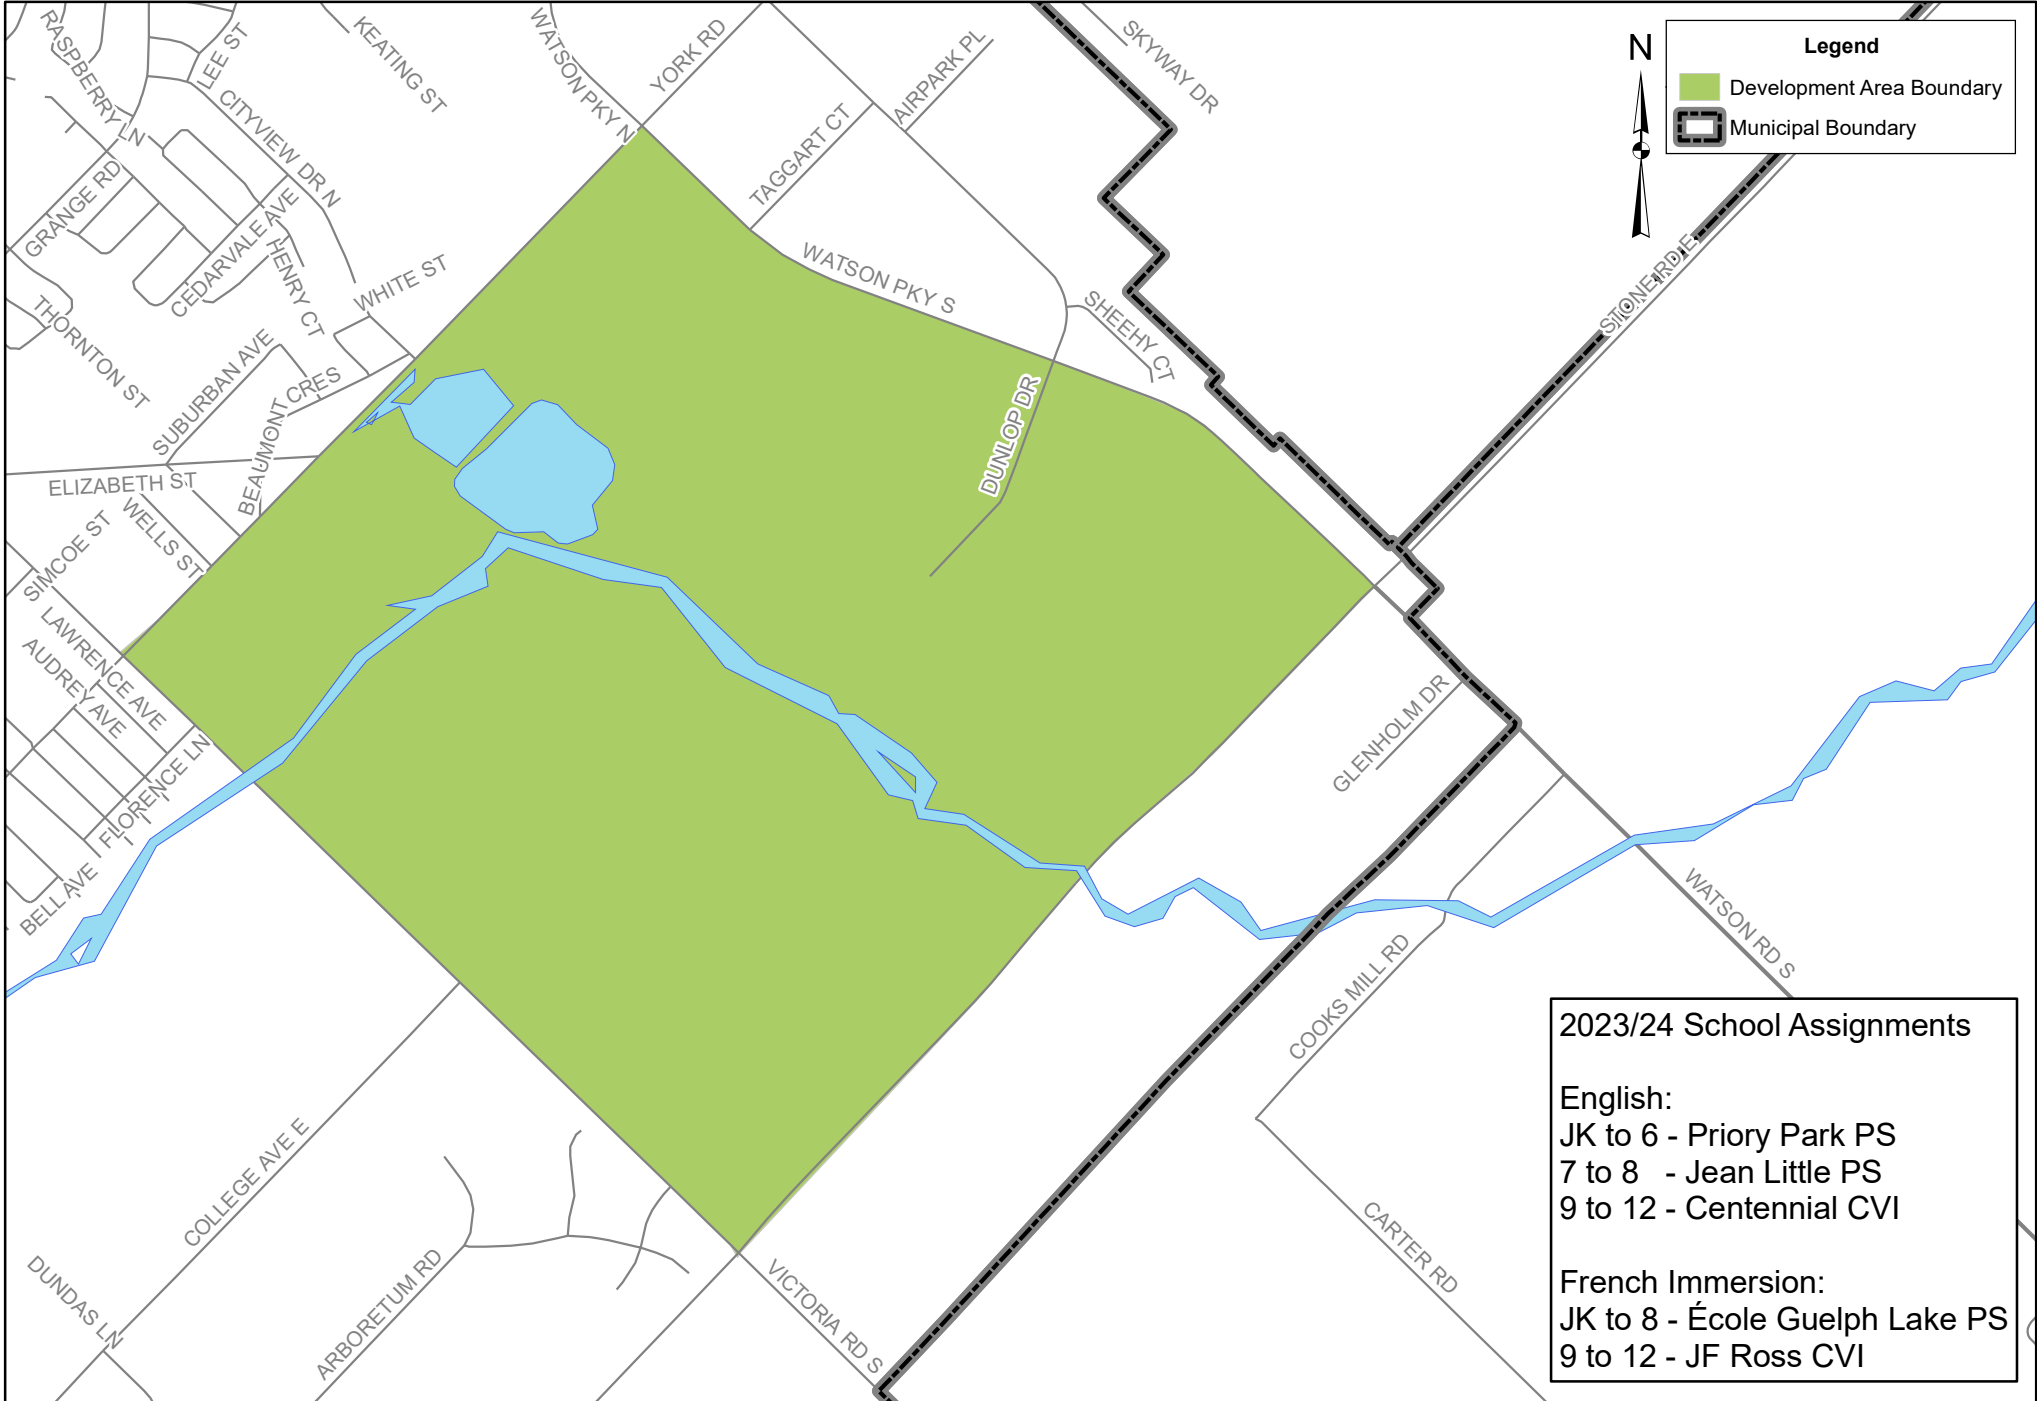 RASPBERRY LN
LEE ST
KEATING ST
WATSON PKY N
YORK RD
AIRPARK PL
SKYWAY DR
N
Legend
Development Area Boundary
Municipal Boundary
CITYVIEW DR N
TAGGART CT
GRANGE RD
CEDARVALE AVE
HENRY CT
WHITE ST
WATSON PKY S
SHEEHY CT
STONE RD E
THORNTON ST
SUBURBAN AVE
BEAUMONT CRES
DUNLOP DR
ELIZABETH ST
WELLS ST
SIMCOE ST
LAWRENCE AVE
AUDREY AVE
FLORENCE LN
BELL AVE
GLENHOLM DR
WATSON RD S
COOKS MILL RD
COLLEGE AVE E
CARTER RD
DUNDAS LN
ARBORETUM RD
VICTORIA RD S
2023/24 School Assignments
English:
JK to 6 - Priory Park PS
7 to 8 - Jean Little PS
9 to 12 - Centennial CVI
French Immersion:
JK to 8 - École Guelph Lake PS
9 to 12 - JF Ross CVI